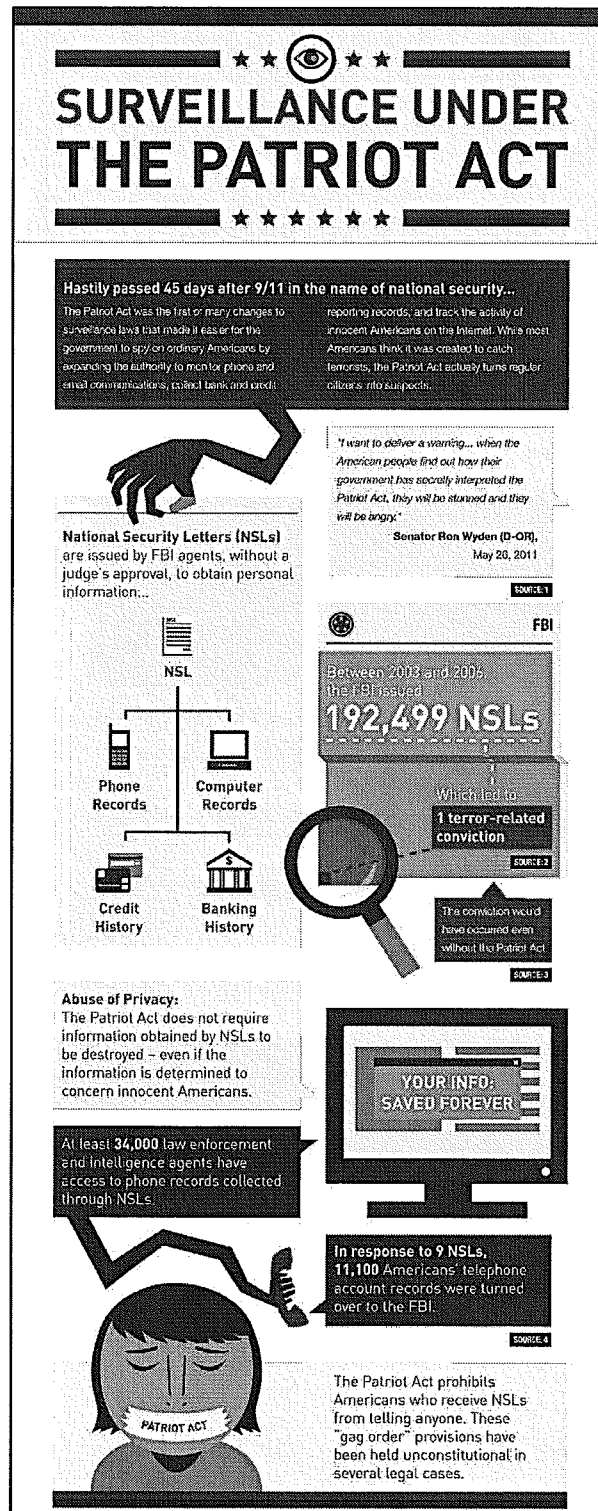 SURVEILLANCE UNDER
THE PATRIOT ACT
Hastily passed 45 days after 9/11 in the name of national security...
The Patriot Act was the first of many changes to
surveillance laws that made it easier for the
government to spy on ordinary Americans by
expanding the authority to monitor phone and
email communications, collect bank and credit
reporting records, and track the activity of
innocent Americans on the Internet. While most
Americans think it was created to catch
terrorists, the Patriot Act actually turns regular
citizens into suspects.
"I want to deliver a warning... when the
American people find out how their
government has secretly interpreted the
Patriot Act, they will be stunned and they
will be angry."
Senator Ron Wyden (D-OR),
May 26, 2011
SOURCE: 1
National Security Letters (NSLs)
are issued by FBI agents, without a
judge's approval, to obtain personal
information...
NSL
NSL
Phone
Records
Computer
Records
Credit
History
$
Banking
History
FBI
Between 2003 and 2006,
the FBI issued
192,499 NSLs
Which led to
1 terror-related
conviction
SOURCE: 2
The conviction would
have occurred even
without the Patriot Act
SOURCE: 3
Abuse of Privacy:
The Patriot Act does not require
information obtained by NSLs to
be destroyed – even if the
information is determined to
concern innocent Americans.
YOUR INFO:
SAVED FOREVER
At least 34,000 law enforcement
and intelligence agents have
access to phone records collected
through NSLs.
In response to 9 NSLs,
11,100 Americans' telephone
account records were turned
over to the FBI.
SOURCE: 4
PATRIOT ACT
The Patriot Act prohibits
Americans who receive NSLs
from telling anyone. These
"gag order" provisions have
been held unconstitutional in
several legal cases.